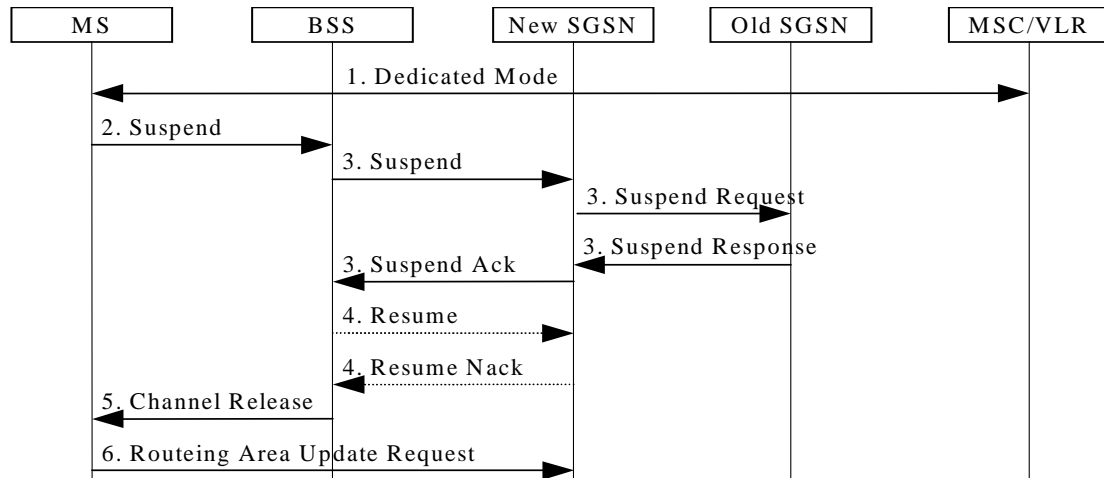 MS
BSS
New SGSN
Old SGSN
MSC/VLR
1. Dedicated Mode
2. Suspend
3. Suspend
3. Suspend Request
3. Suspend Response
3. Suspend Ack
4. Resume
4. Resume Nack
5. Channel Release
6. Routeing Area Update Request